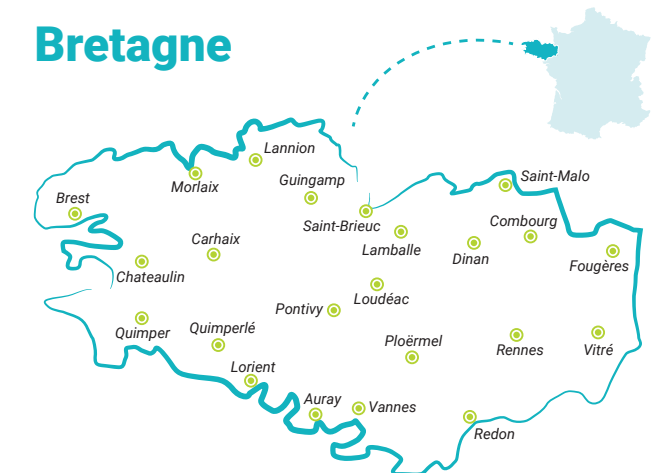 Bretagne
Lannion
Morlaix
Guingamp
Saint-Malo
Brest
Saint-Brieuc
Combourg
Carhaix
Lamballe
Dinan
Fougères
Chateaulin
Loudéac
Pontivy
Quimper
Quimperlé
Ploërmel
Rennes
Vitré
Lorient
Auray
Vannes
Redon